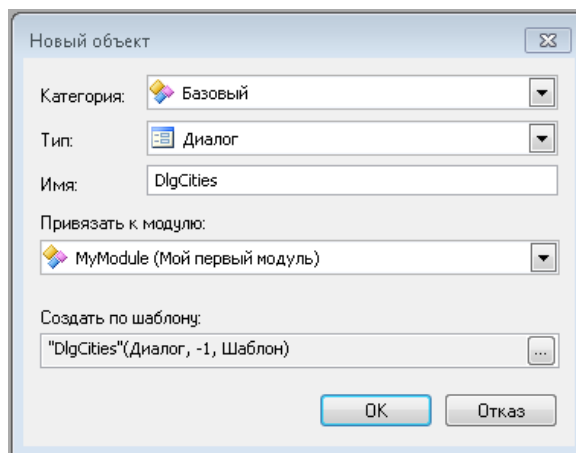 Новый объект
Категория: Базовый
Тип: Диалог
Имя: DlgCities
Привязать к модулю:
MyModule (Мой первый модуль)
Создать по шаблону:
"DlgCities"(Диалог, -1, Шаблон)
...
OK Отказ